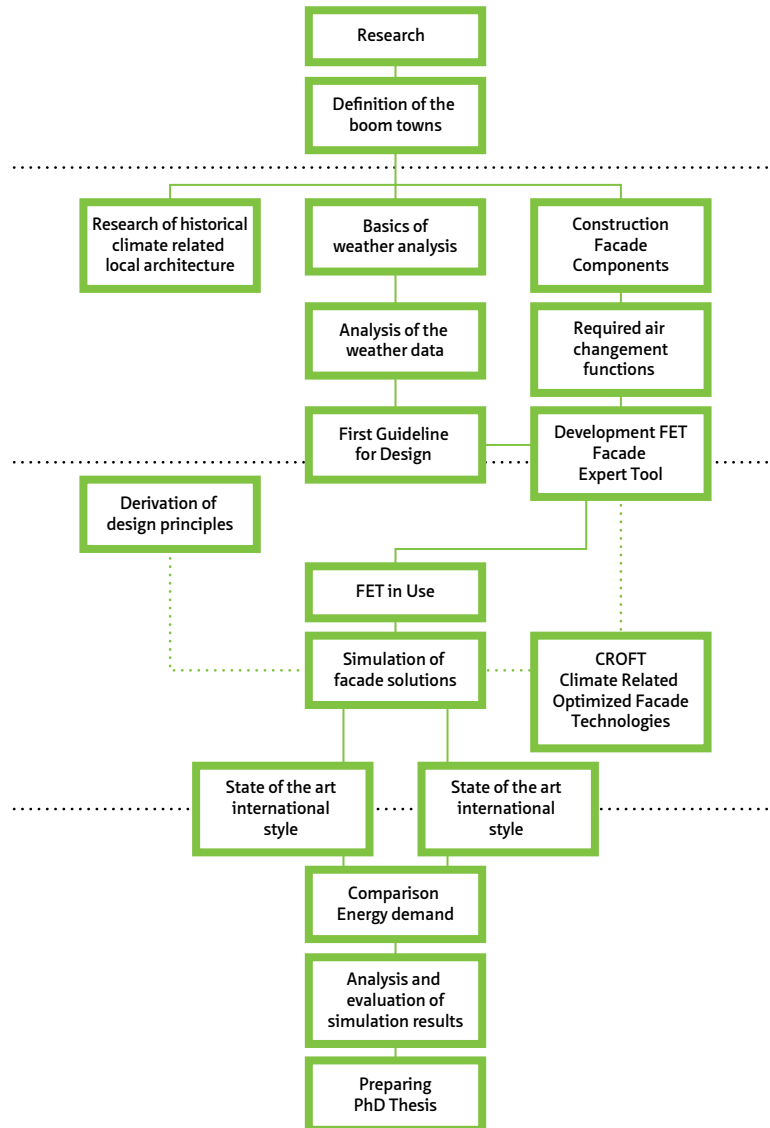 Research
Definition of the
boom towns
Research of historical
climate related
local architecture
Basics of
weather analysis
Construction
Facade
Components
Analysis of the
weather data
Required air
changement
functions
First Guideline
for Design
Development FET
Facade
Expert Tool
Derivation of
design principles
FET in Use
Simulation of
facade solutions
CROFT
Climate Related
Optimized Facade
Technologies
State of the art
international
style
State of the art
international
style
Comparison
Energy demand
Analysis and
evaluation of
simulation results
Preparing
PhD Thesis